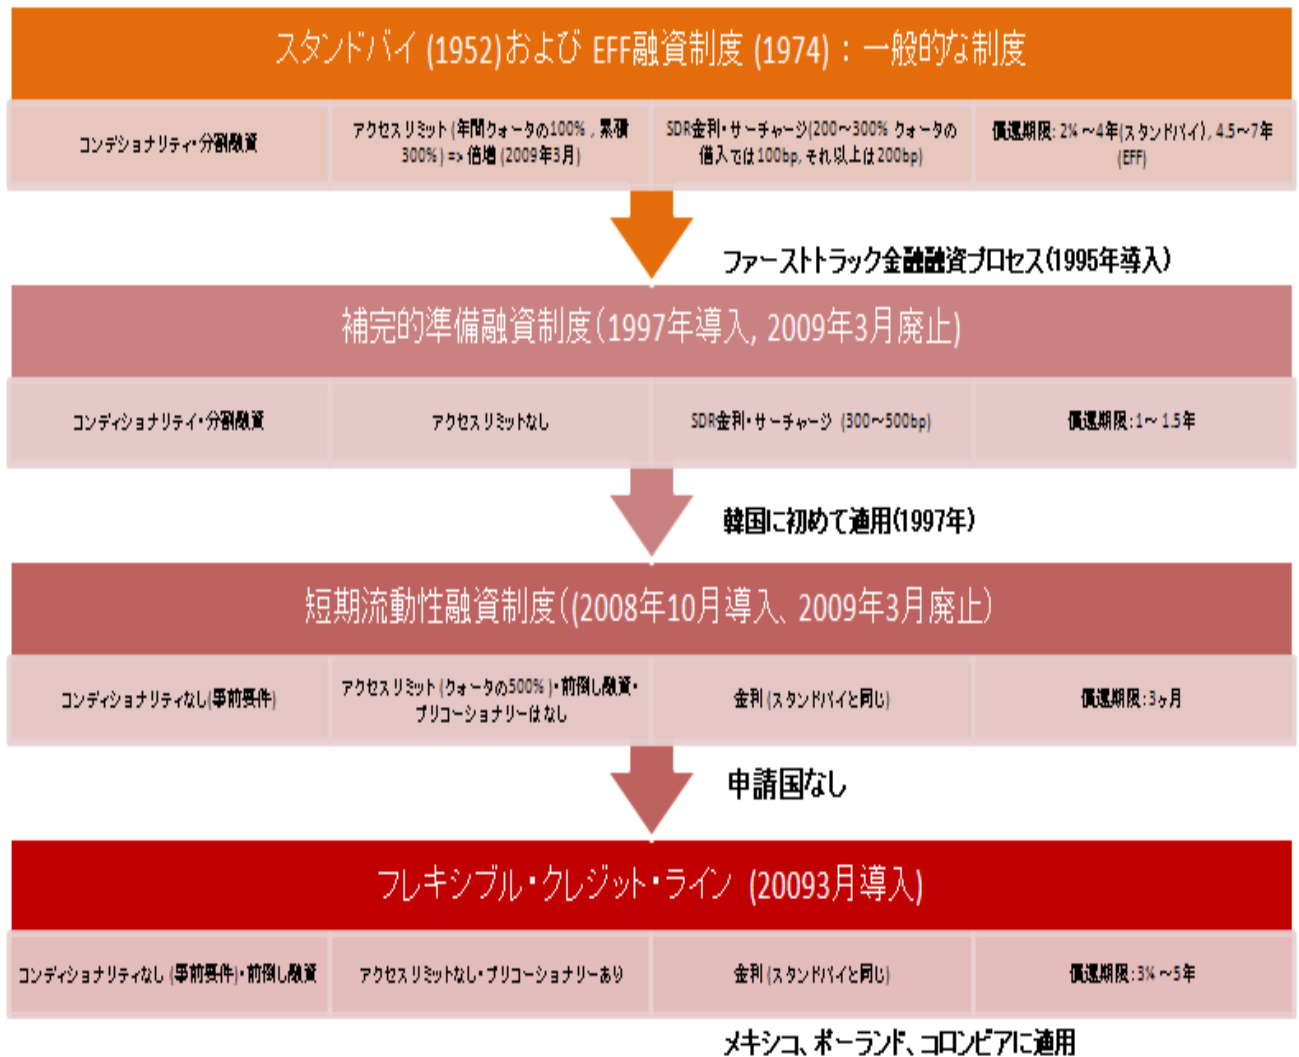 スタンドバイ (1952)および EFF融資制度 (1974) : 一般的な制度
コンデショナリティ・分割融資
アクセスリミット (年間クォータの100% , 累積
300% ) => 倍増 (2009年3月)
SDR金利・サーチャージ(200～300% クォータの
借入では100bp, それ以上は200bp)
償還期限: 2¼ ～4年(スタンドバイ) , 4.5～7年
(EFF)
ファーストトラック金融融資プロセス(1995年導入)
補完的準備融資制度(1997年導入, 2009年3月廃止)
コンディショナリテイ・分割融資
アクセスリミットなし
SDR金利・サーチャージ (300～500bp)
償還期限:1～ 1.5年
韓国に初めて適用(1997年)
短期流動性融資制度((2008年10月導入、2009年3月廃止)
コンディショナリティなし(事前要件)
アクセスリミット (クォータの500% )・前倒し融資・
プリコーショナリーはなし
金利 (スタンドバイと同じ)
償還期限:3ヶ月
申請国なし
フレキシブル・クレジット・ライン (20093月導入)
コンディショナリティなし (事前要件)・前倒し融資
アクセスリミットなし・プリコーショナリーあり
金利 (スタンドバイと同じ)
償還期限:3¼ ～5年
メキシコ、ポーランド、コロンビアに適用